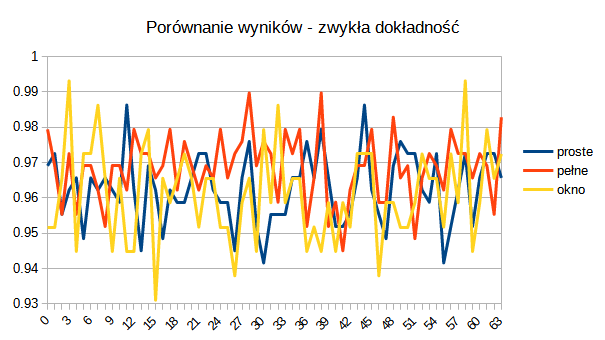 Porównanie wyników - zwykła dokładność
1
0.99
0.98
0.97
0.96
0.95
0.94
0.93
0 3 6 9 12 15 18 21 24 27 30 33 36 39 42 45 48 51 54 57 60 63
proste
pełne
okno